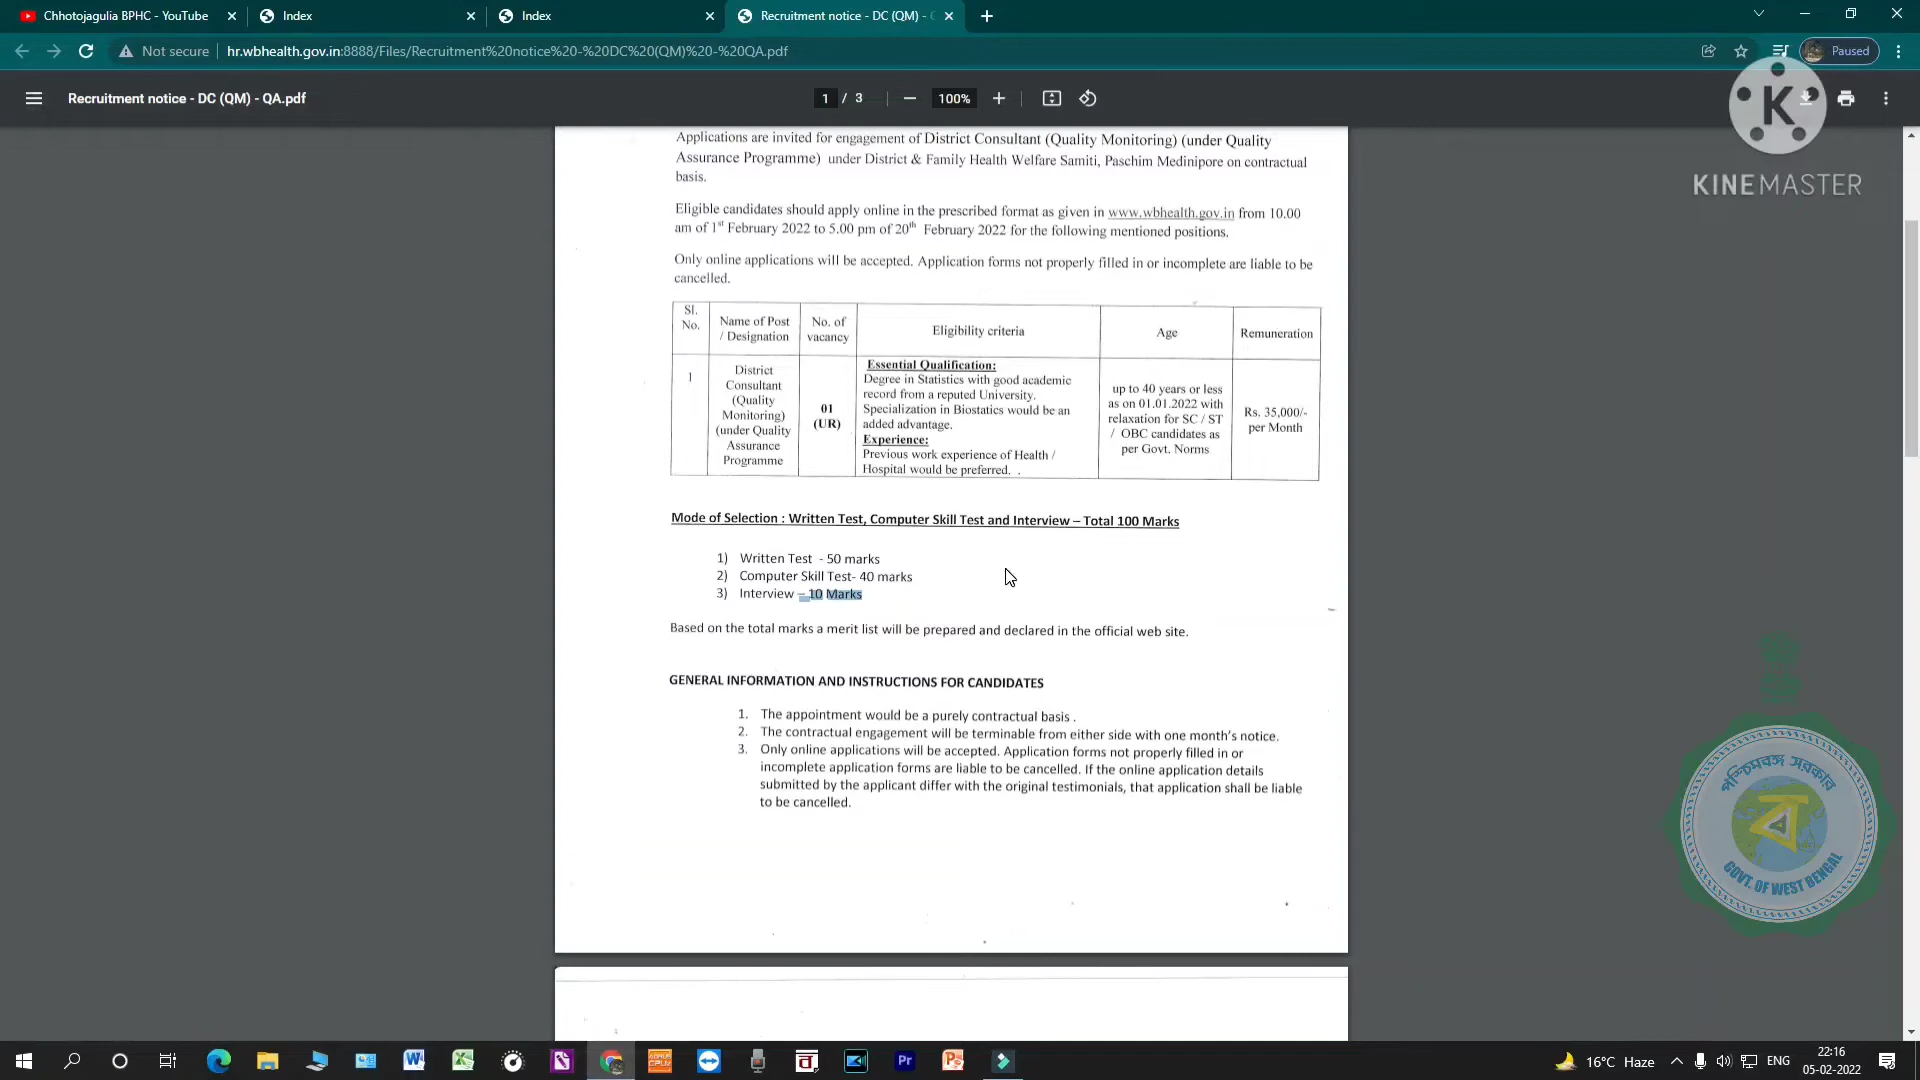 Chhotojagulia BPHC - YouTube
Index
Index
Recruitment notice - DC (QM) -
Not secure
hr.wbhealth.gov.in:8888/Files/Recruitment%20notice%20-%20DC%20(QM)%20-%20QA.pdf
Paused
Recruitment notice - DC (QM) - QA.pdf
1 / 3
100%
K
KINEMASTER
Applications are invited for engagement of District Consultant (Quality Monitoring) (under Quality
Assurance Programme) under District & Family Health Welfare Samiti, Paschim Medinipore on contractual
basis.
Eligible candidates should apply online in the prescribed format as given in www.wbhealth.gov.in from 10.00
am of 1st February 2022 to 5.00 pm of 20th February 2022 for the following mentioned positions.
Only online applications will be accepted. Application forms not properly filled in or incomplete are liable to be
cancelled.
Sl. No.
Name of Post / Designation
No. of vacancy
Eligibility criteria
Age
Remuneration
1
District
Consultant
(Quality
Monitoring)
(under Quality
Assurance
Programme
01
(UR)
Essential Qualification:
Degree in Statistics with good academic
record from a reputed University.
Specialization in Biostatics would be an
added advantage.
Experience:
Previous work experience of Health /
Hospital would be preferred. .
up to 40 years or less
as on 01.01.2022 with
relaxation for SC / ST
/ OBC candidates as
per Govt. Norms
Rs. 35,000/-
per Month
Mode of Selection : Written Test, Computer Skill Test and Interview – Total 100 Marks
1) Written Test - 50 marks
2) Computer Skill Test- 40 marks
3) Interview – 10 Marks
Based on the total marks a merit list will be prepared and declared in the official web site.
GENERAL INFORMATION AND INSTRUCTIONS FOR CANDIDATES
1. The appointment would be a purely contractual basis .
2. The contractual engagement will be terminable from either side with one month's notice.
3. Only online applications will be accepted. Application forms not properly filled in or
incomplete application forms are liable to be cancelled. If the online application details
submitted by the applicant differ with the original testimonials, that application shall be liable
to be cancelled.
পশ্চিমবঙ্গ সরকার
ব
GOVT. OF WEST BENGAL
16°C Haze
ENG
22:16
05-02-2022